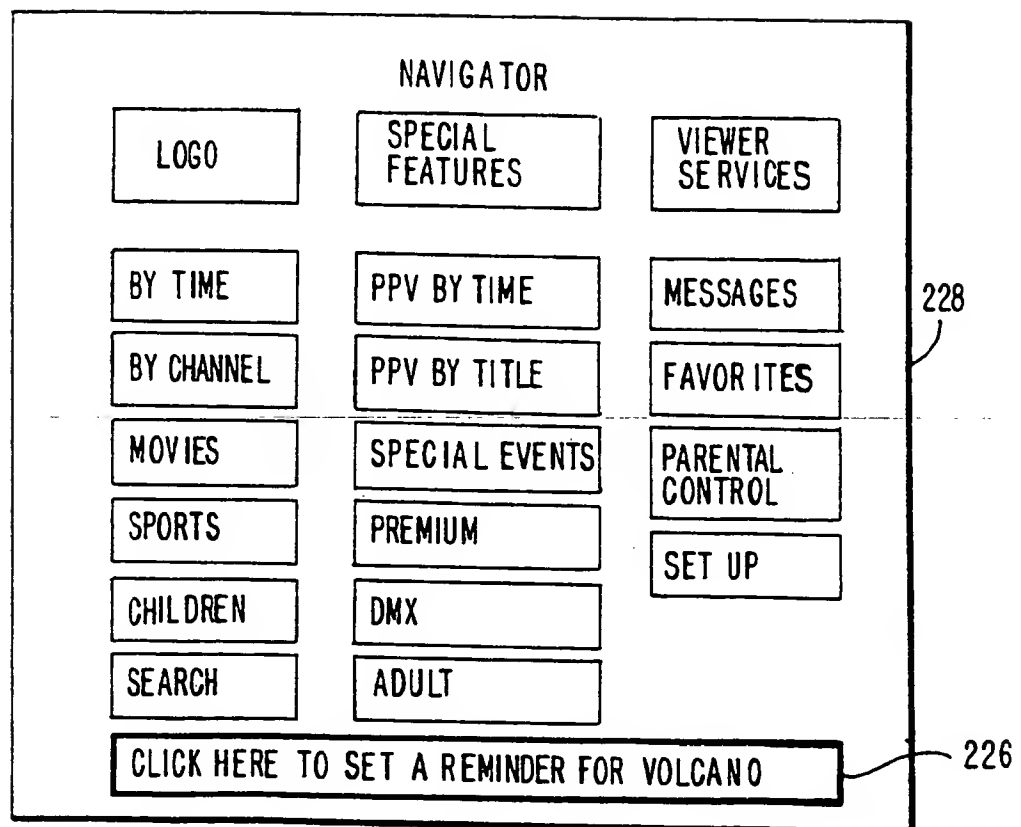 NAVIGATOR
LOGO
SPECIAL
FEATURES
VIEWER
SERVICES
BY TIME
PPV BY TIME
MESSAGES
BY CHANNEL
PPV BY TITLE
FAVORITES
MOVIES
SPECIAL EVENTS
PARENTAL
CONTROL
SPORTS
PREMIUM
SET UP
CHILDREN
DMX
SEARCH
ADULT
CLICK HERE TO SET A REMINDER FOR VOLCANO
228
226